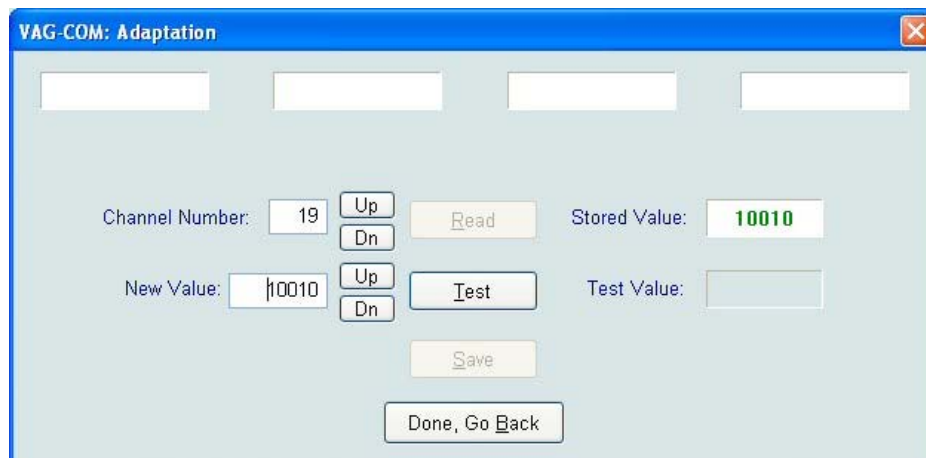 VAG-COM: Adaptation
Channel Number: 19 Up Dn Read Stored Value: 10010
New Value: 10010 Up Dn Test Test Value:
Save
Done, Go Back